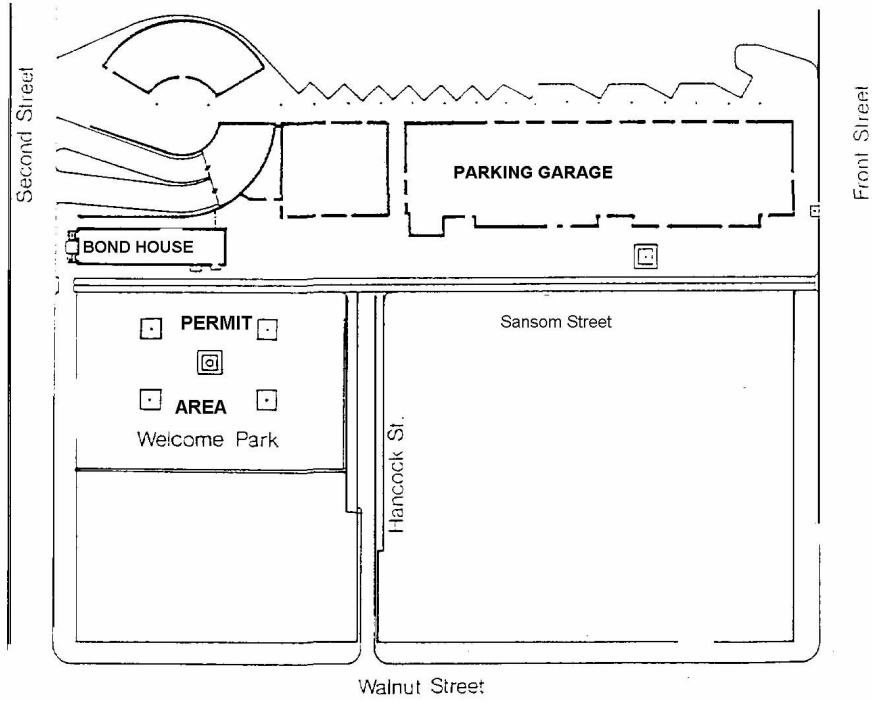 Second Street
Front Street
PARKING GARAGE
BOND HOUSE
PERMIT
AREA
Welcome Park
Sansom Street
Hancock St.
Walnut Street